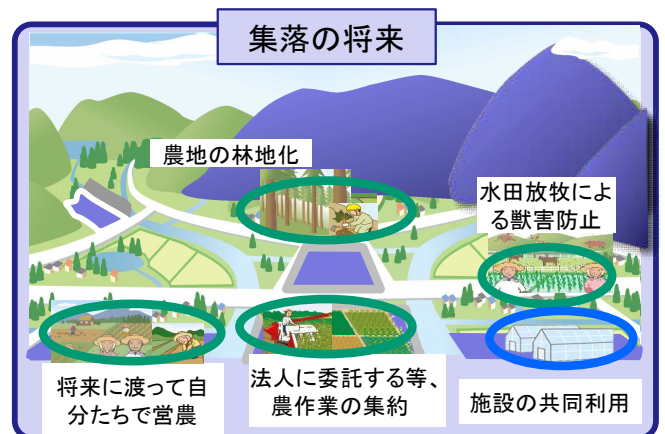 集落の将来
農地の林地化
水田放牧によ
る獣害防止
将来に渡って自
分たちで営農
法人に委託する等、
農作業の集約
施設の共同利用